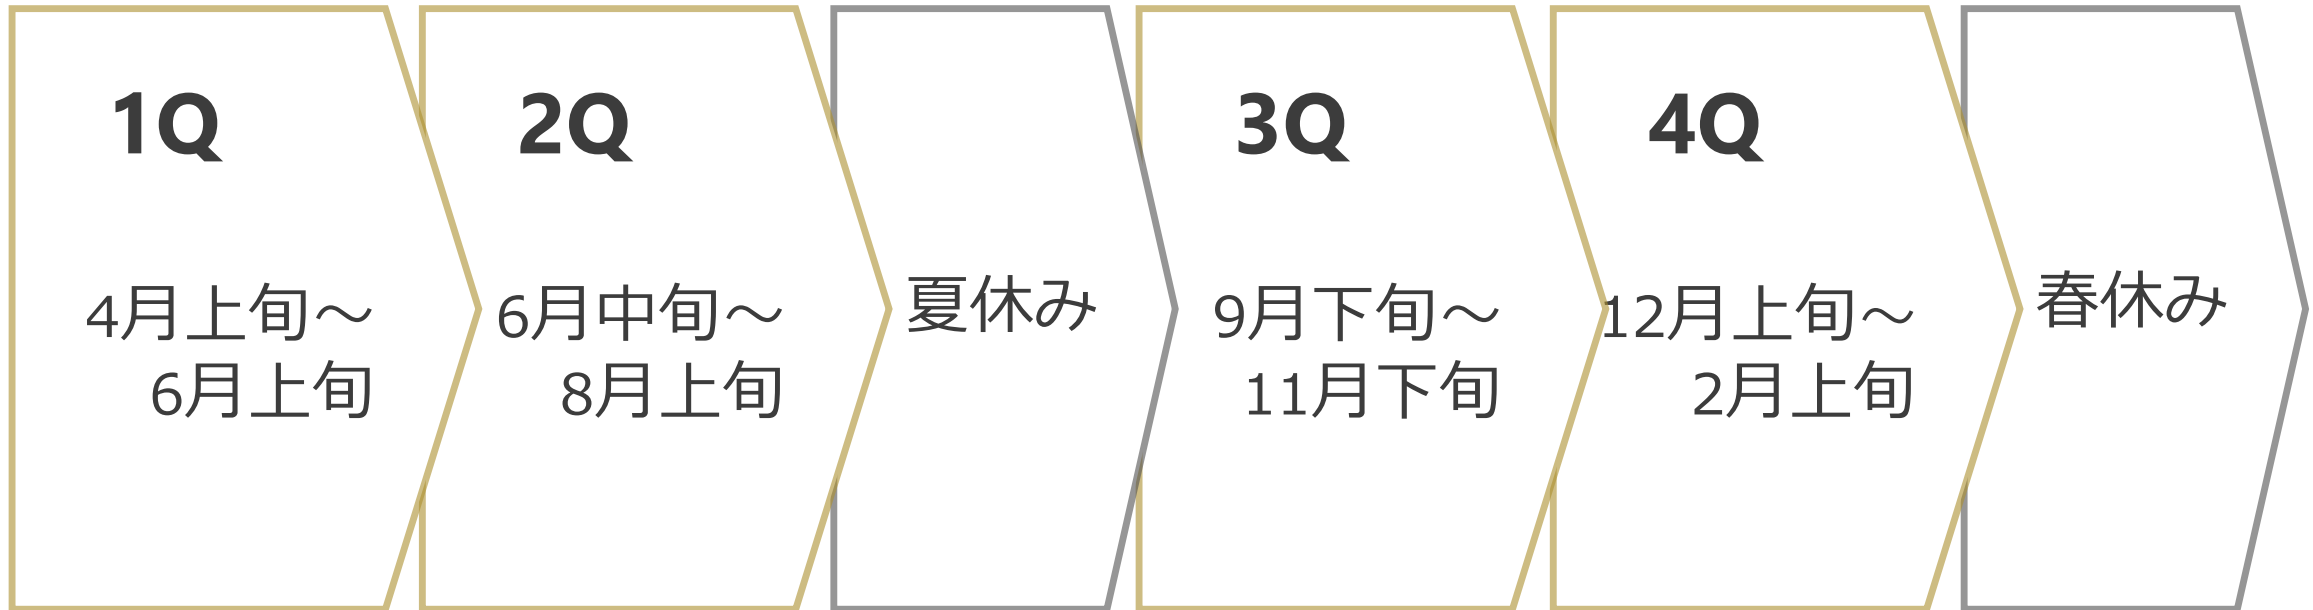 1Q
4月上旬～
6月上旬
2Q
6月中旬～
8月上旬
夏休み
3Q
9月下旬～
11月下旬
4Q
12月上旬～
2月上旬
春休み